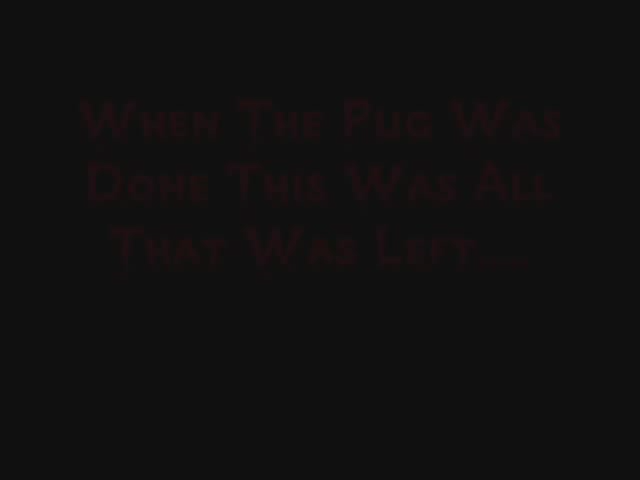 When The Pug Was
Done This Was All
That Was Left....